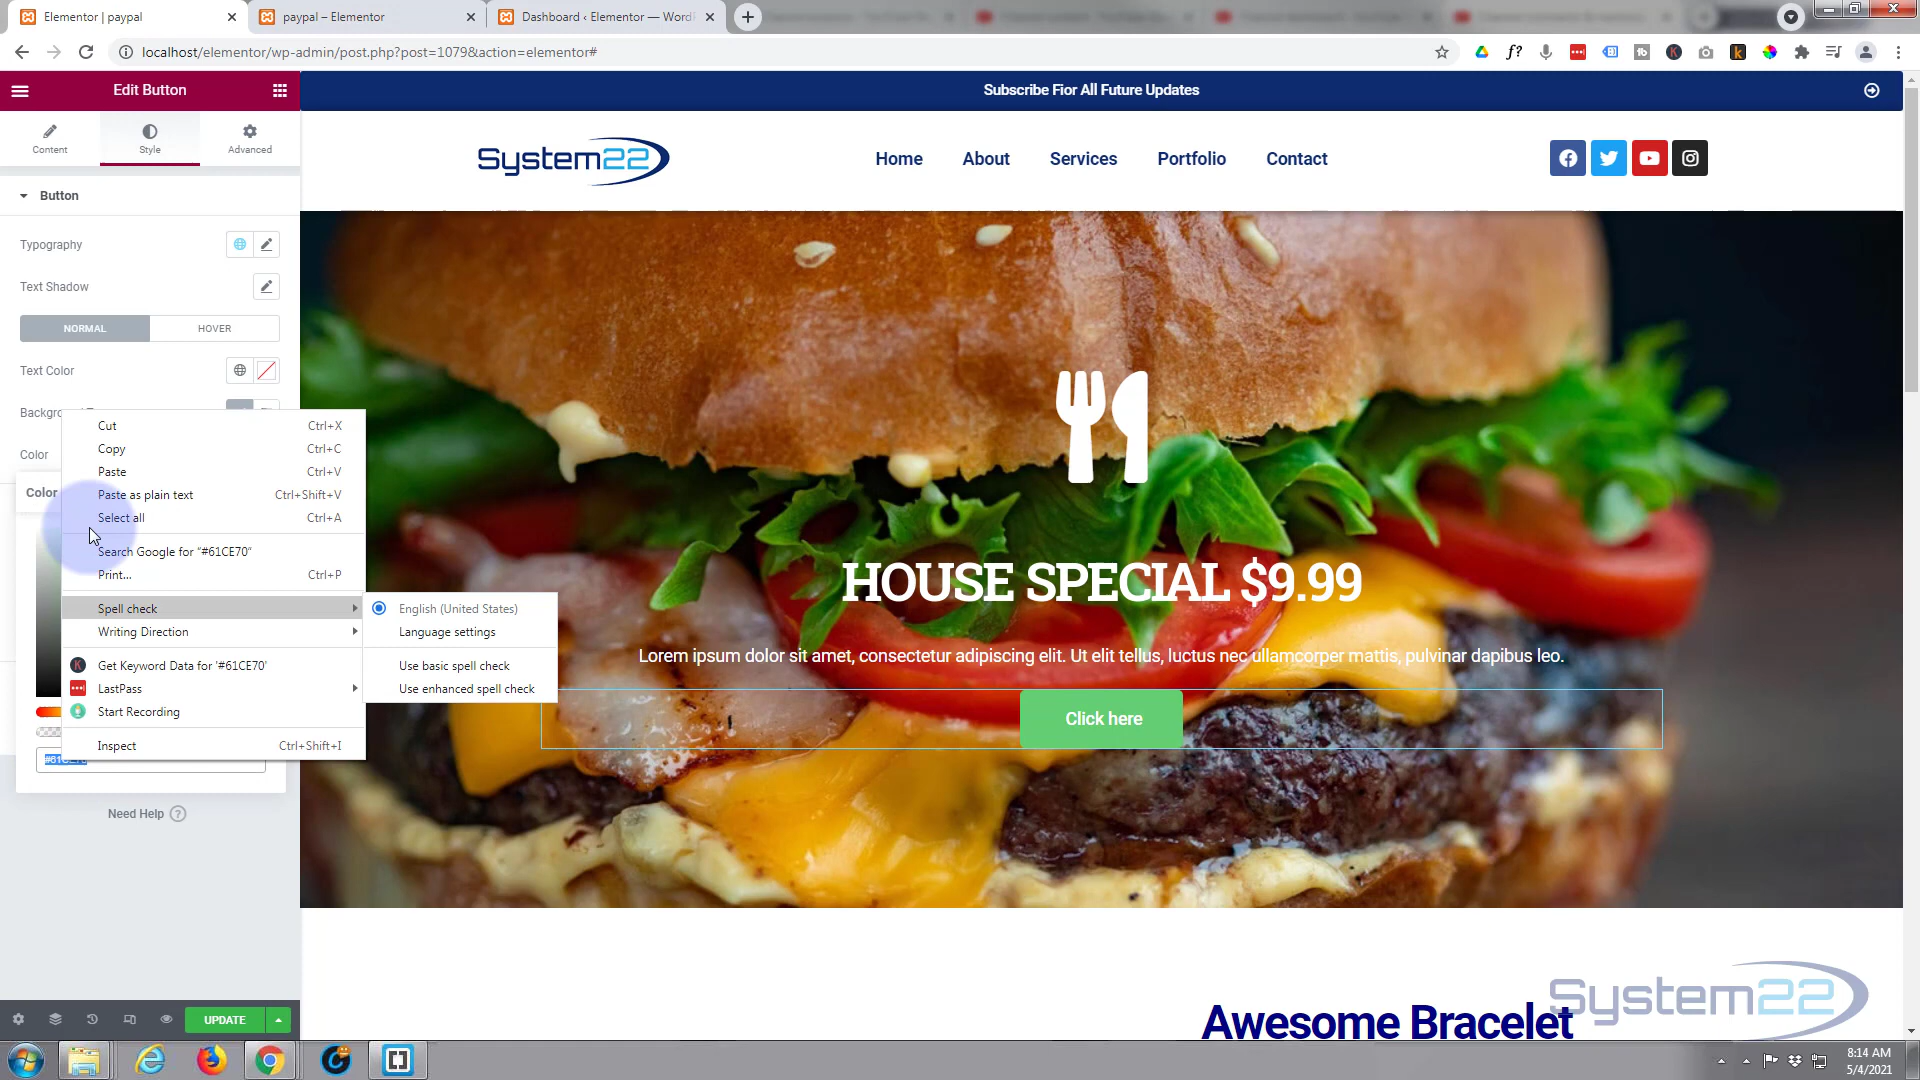 Elementor | paypal
paypal – Elementor
Dashboard ‹ Elementor — WordP
localhost/elementor/wp-admin/post.php?post=1079&action=elementor#
Edit Button
Content
Style
Advanced
Button
Typography
Text Shadow
NORMAL
HOVER
Text Color
Color
Color
Cut Ctrl+X
Copy Ctrl+C
Paste Ctrl+V
Paste as plain text Ctrl+Shift+V
Select all Ctrl+A
Search Google for “#61CE70”
Print... Ctrl+P
Spell check
Writing Direction
Get Keyword Data for '#61CE70'
LastPass
Start Recording
Inspect Ctrl+Shift+I
English (United States)
Language settings
Use basic spell check
Use enhanced spell check
#61CE70
Need Help ?
UPDATE
Subscribe Fior All Future Updates
System22
Home
About
Services
Portfolio
Contact
HOUSE SPECIAL $9.99
Lorem ipsum dolor sit amet, consectetur adipiscing elit. Ut elit tellus, luctus nec ullamcorper mattis, pulvinar dapibus leo.
Click here
Awesome Bracelet
System22
8:14 AM
5/4/2021